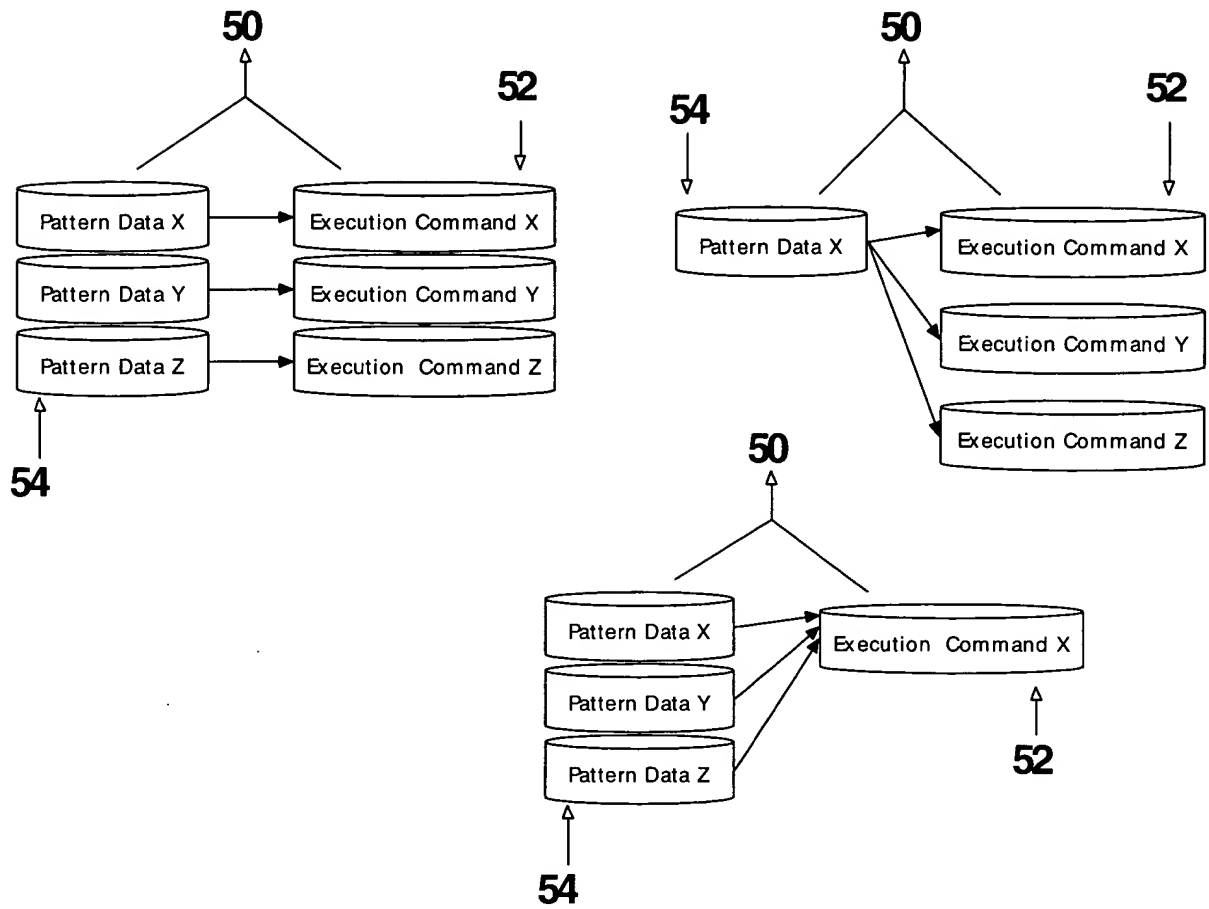 50
52
Pattern Data X
Execution Command X
Pattern Data Y
Execution Command Y
Pattern Data Z
Execution Command Z
54
50
52
54
Pattern Data X
Execution Command X
Execution Command Y
Execution Command Z
50
Pattern Data X
Execution Command X
Pattern Data Y
Pattern Data Z
52
54